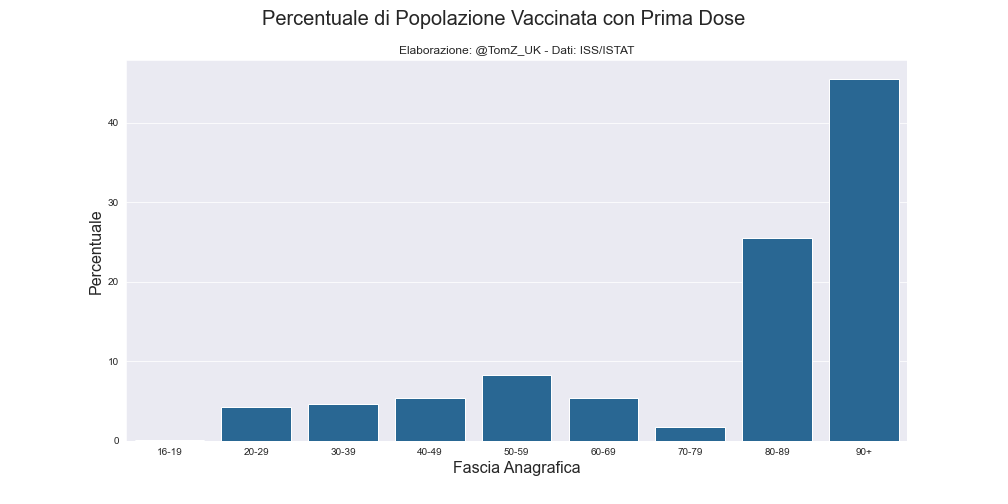 Percentuale di Popolazione Vaccinata con Prima Dose
Elaborazione: @TomZ_UK - Dati: ISS/ISTAT
Percentuale
40
30
20
10
0
16-19 20-29 30-39 40-49 50-59 60-69 70-79 80-89 90+
Fascia Anagrafica